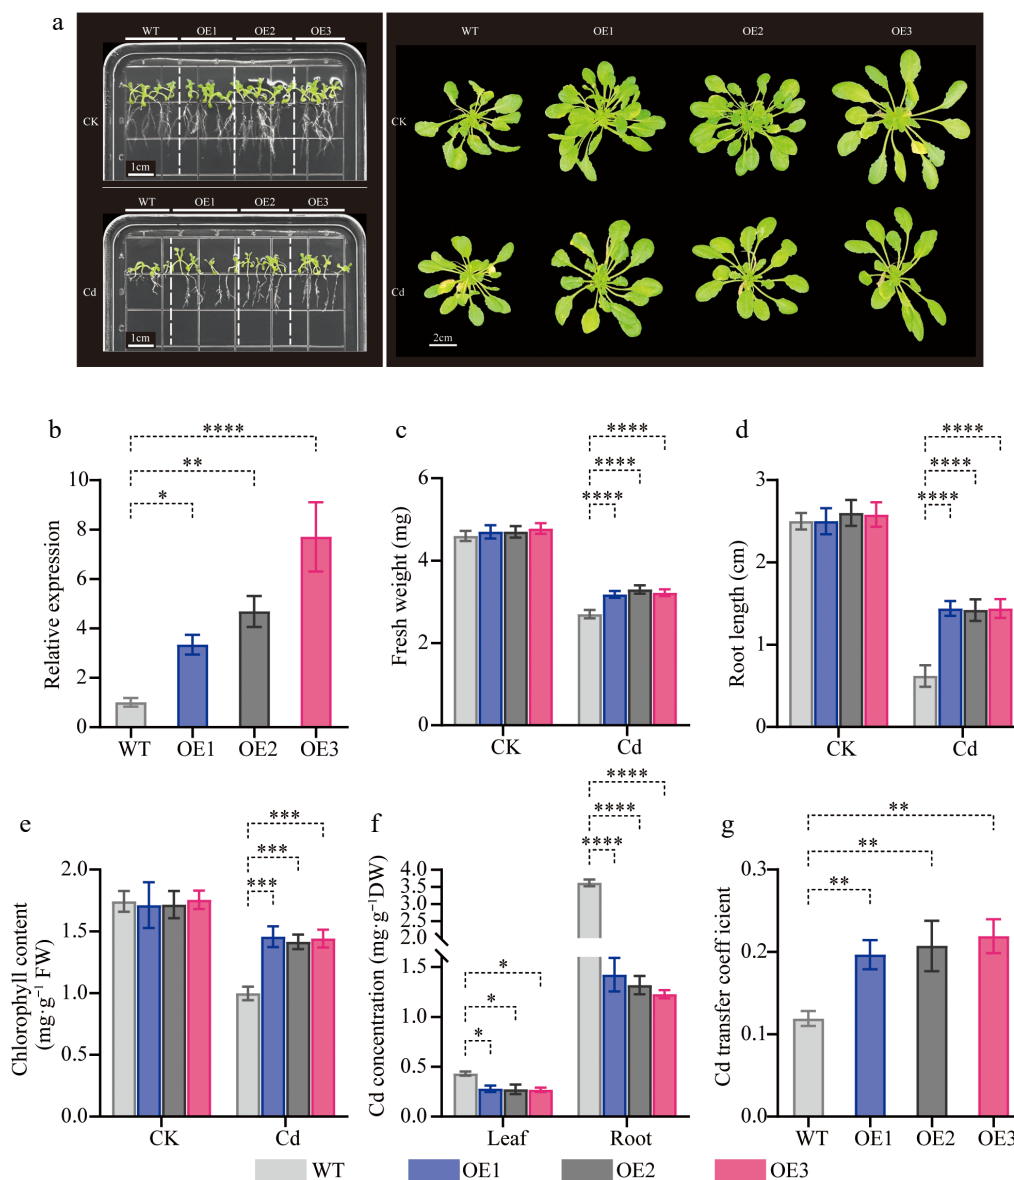 a
WT OE1 OE2 OE3
CK
1cm
WT OE1 OE2 OE3
Cd
1cm
WT OE1 OE2 OE3
CK
Cd
2cm
b
****
**
*
Relative expression
10
8
6
4
2
0
WT OE1 OE2 OE3
c
****
****
****
Fresh weight (mg)
6
4
2
0
CK Cd
d
****
****
****
Root length (cm)
3
2
1
0
CK Cd
e
***
***
***
Chlorophyll content
(mg·g⁻¹ FW)
2.0
1.5
1.0
0.5
0.0
CK Cd
f
****
****
****
*
*
*
Cd concentration (mg·g⁻¹DW)
4.0
3.5
3.0
2.5
2.0
1.5
1.0
0.5
0.0
Leaf Root
g
**
**
**
Cd transfer coeff icient
0.3
0.2
0.1
0.0
WT OE1 OE2 OE3
WT OE1 OE2 OE3